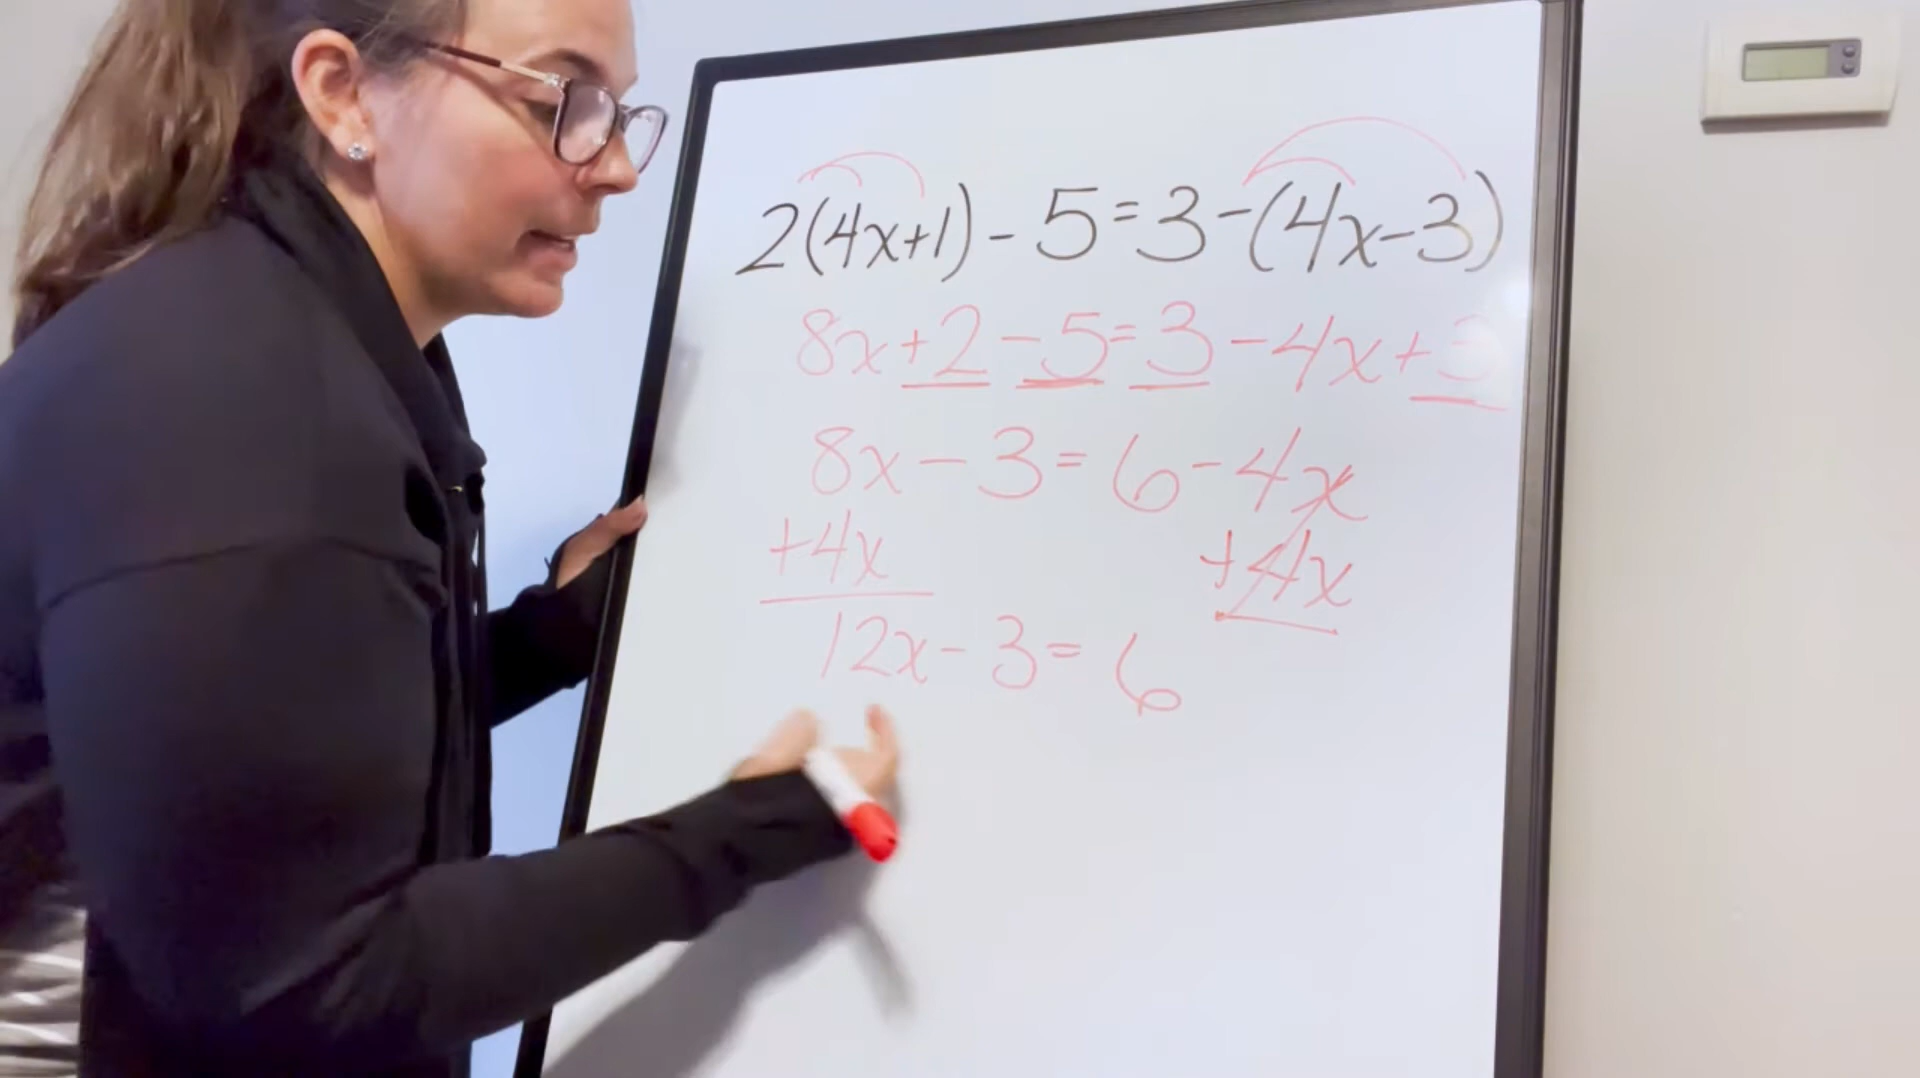 2(4x+1)-5=3-(4x-3)
8x+2-5=3-4x+3
8x-3=6-4x
+4x +4x
12x-3=6